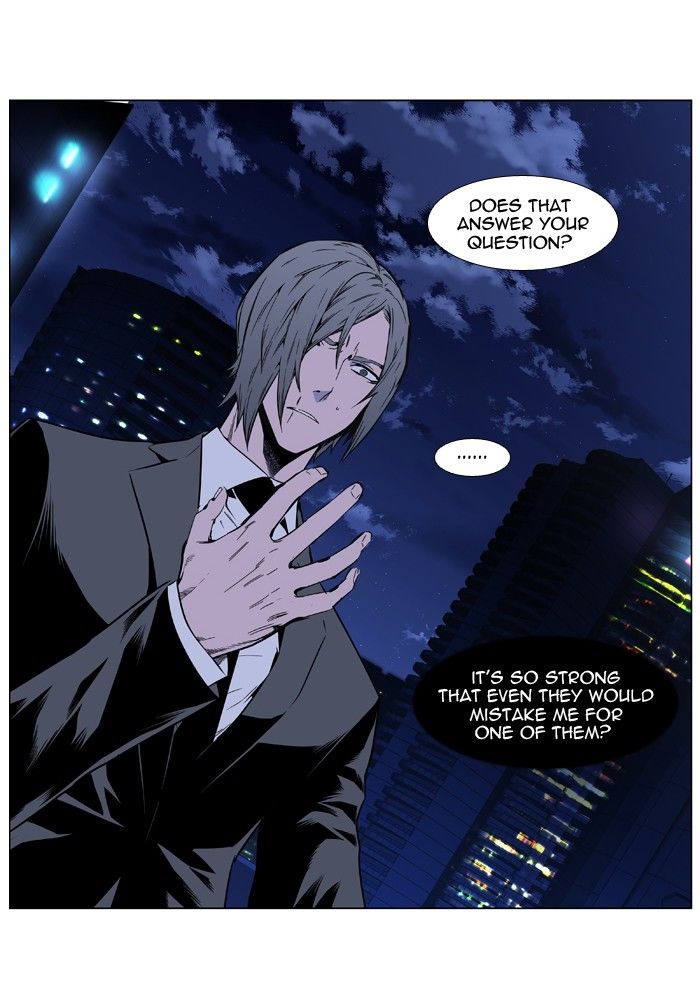 DOES THAT
ANSWER YOUR
QUESTION?
......
IT'S SO STRONG
THAT EVEN THEY WOULD
MISTAKE ME FOR
ONE OF THEM?